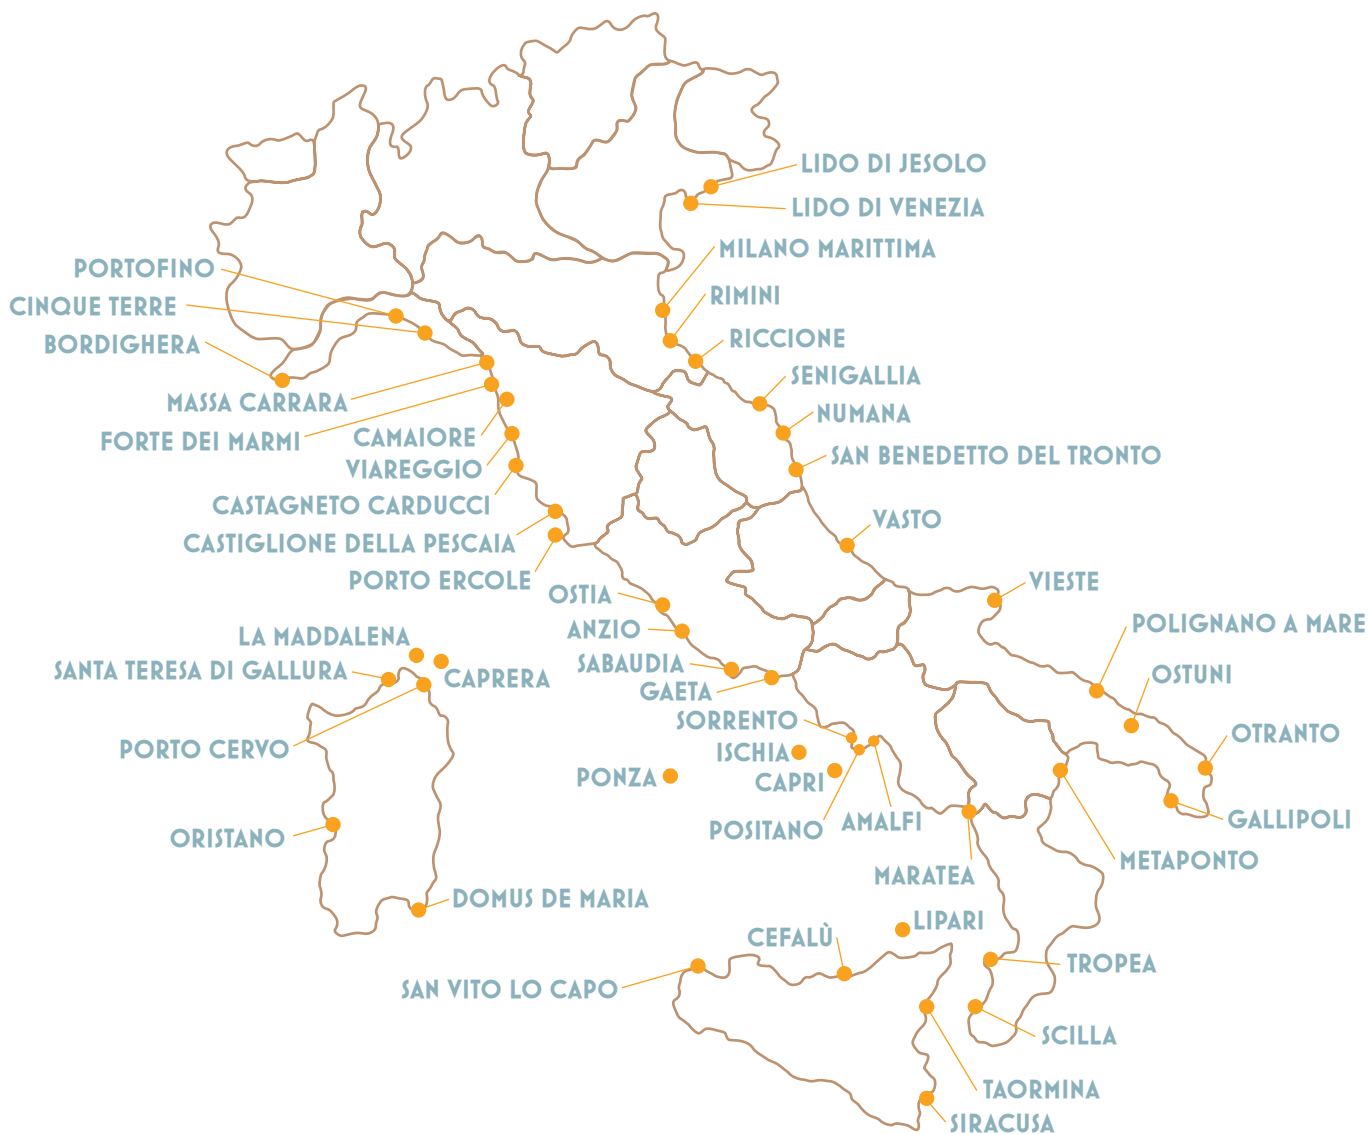 LIDO DI JESOLO
LIDO DI VENEZIA
MILANO MARITTIMA
PORTOFINO
RIMINI
CINQUE TERRE
RICCIONE
BORDIGHERA
SENIGALLIA
MASSA CARRARA
NUMANA
FORTE DEI MARMI
CAMAIORE
SAN BENEDETTO DEL TRONTO
VIAREGGIO
CASTAGNETO CARDUCCI
VASTO
CASTIGLIONE DELLA PESCAIA
PORTO ERCOLE
VIESTE
OSTIA
POLIGNANO A MARE
ANZIO
LA MADDALENA
SABAUDIA
SANTA TERESA DI GALLURA
OSTUNI
CAPRERA
GAETA
SORRENTO
OTRANTO
PORTO CERVO
ISCHIA
PONZA
CAPRI
GALLIPOLI
AMALFI
POSITANO
ORISTANO
METAPONTO
MARATEA
DOMUS DE MARIA
LIPARI
CEFALÙ
TROPEA
SAN VITO LO CAPO
SCILLA
TAORMINA
SIRACUSA